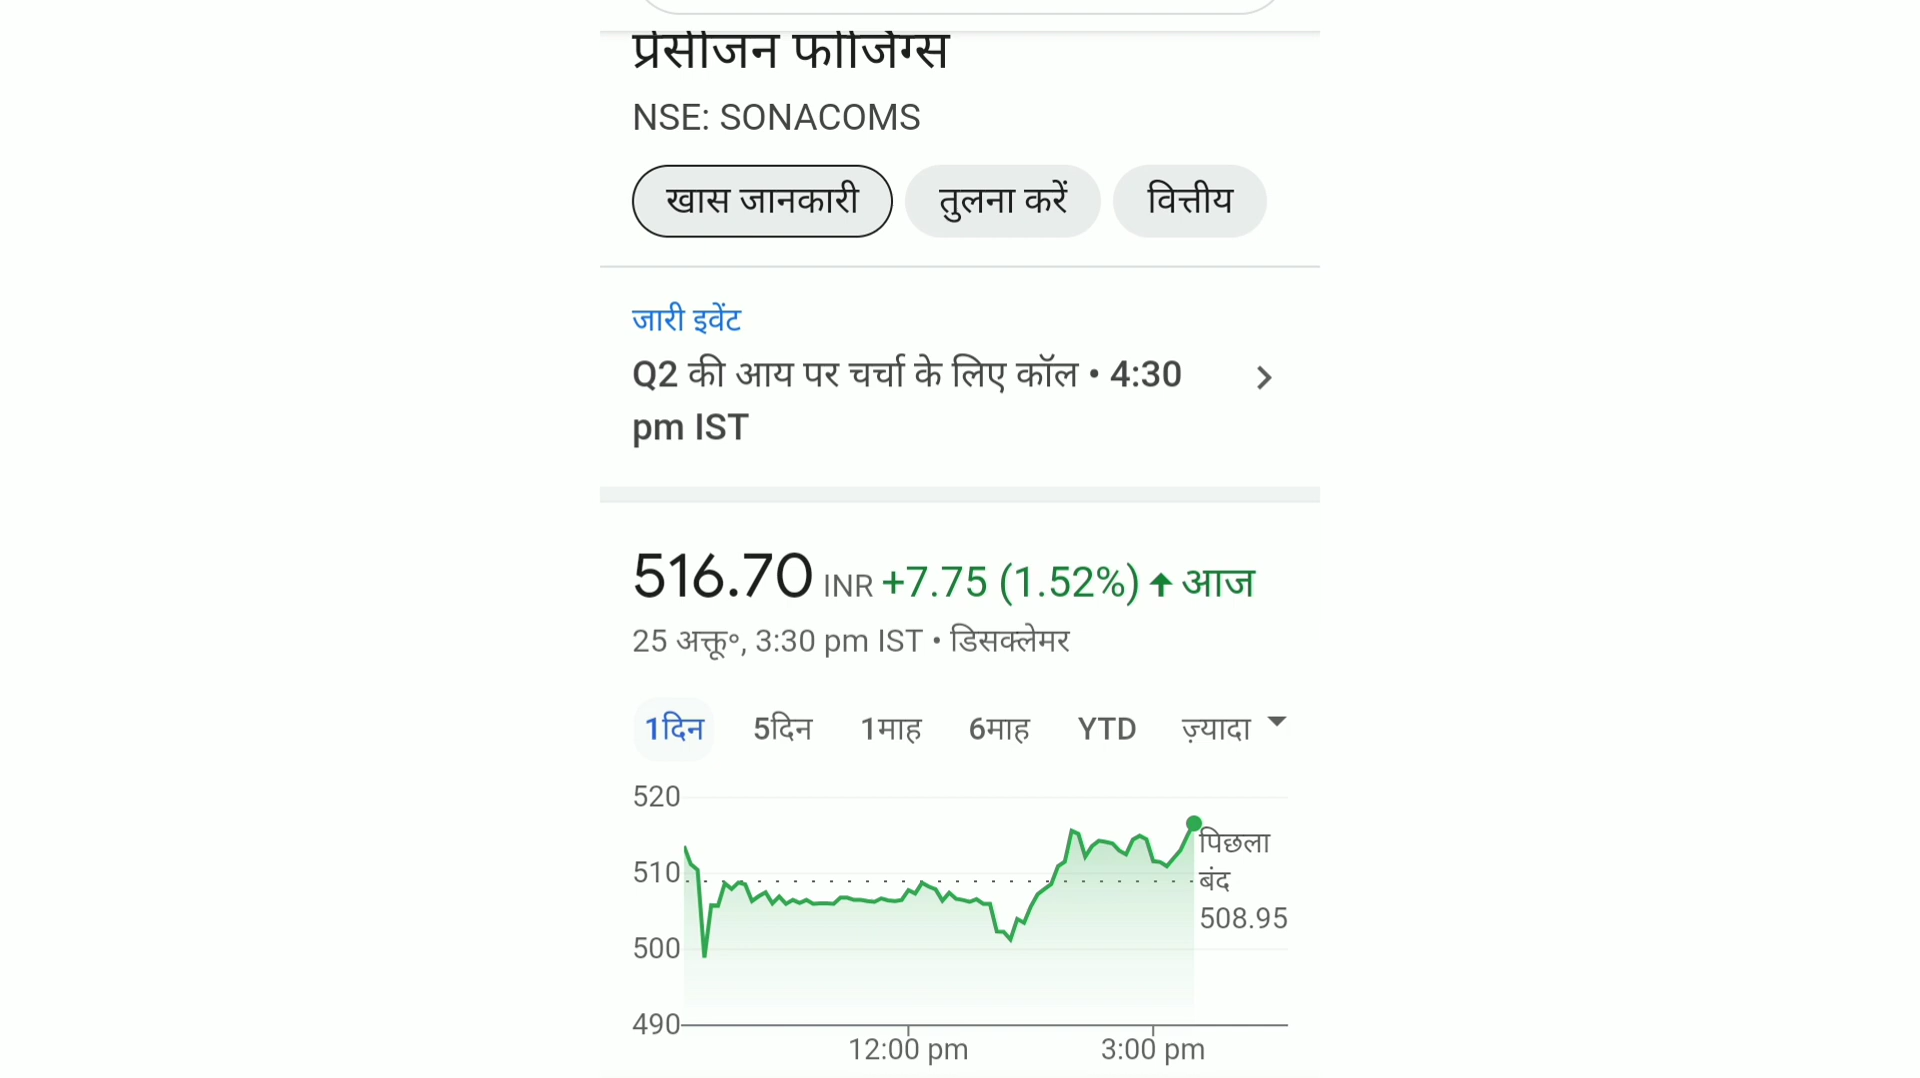 प्रेसीजन फोर्जिंग्स
NSE: SONACOMS
खास जानकारी
तुलना करें
वित्तीय
जारी इवेंट
Q2 की आय पर चर्चा के लिए कॉल • 4:30
pm IST
516.70 INR +7.75 (1.52%) ↑ आज
25 अक्तू॰, 3:30 pm IST • डिसक्लेमर
1दिन 5दिन 1माह 6माह YTD ज़्यादा
520
510
500
490
पिछला
बंद
508.95
12:00 pm
3:00 pm